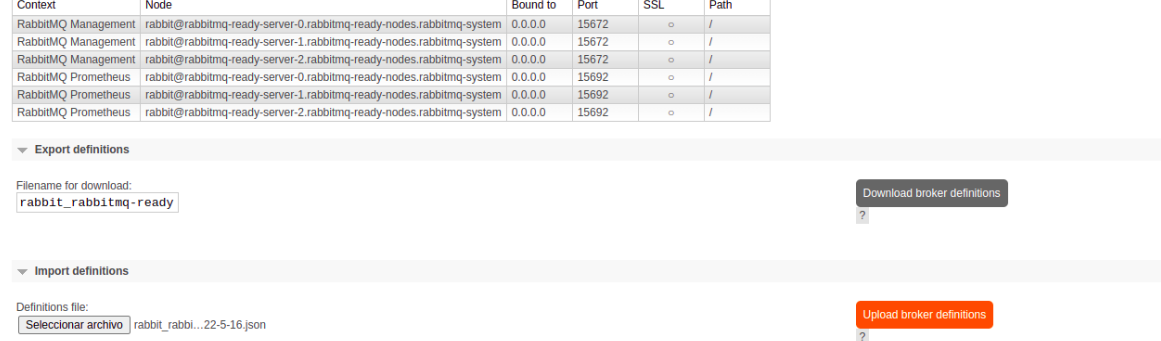 Context Node Bound to Port SSL Path
RabbitMQ Management rabbit@rabbitmq-ready-server-0.rabbitmq-ready-nodes.rabbitmq-system 0.0.0.0 15672 ○ /
RabbitMQ Management rabbit@rabbitmq-ready-server-1.rabbitmq-ready-nodes.rabbitmq-system 0.0.0.0 15672 ○ /
RabbitMQ Management rabbit@rabbitmq-ready-server-2.rabbitmq-ready-nodes.rabbitmq-system 0.0.0.0 15672 ○ /
RabbitMQ Prometheus rabbit@rabbitmq-ready-server-0.rabbitmq-ready-nodes.rabbitmq-system 0.0.0.0 15692 ○ /
RabbitMQ Prometheus rabbit@rabbitmq-ready-server-1.rabbitmq-ready-nodes.rabbitmq-system 0.0.0.0 15692 ○ /
RabbitMQ Prometheus rabbit@rabbitmq-ready-server-2.rabbitmq-ready-nodes.rabbitmq-system 0.0.0.0 15692 ○ /
Export definitions
Filename for download:
rabbit_rabbitmq-ready
Download broker definitions
?
Import definitions
Definitions file:
Seleccionar archivo rabbit_rabbi…22-5-16.json
Upload broker definitions
?